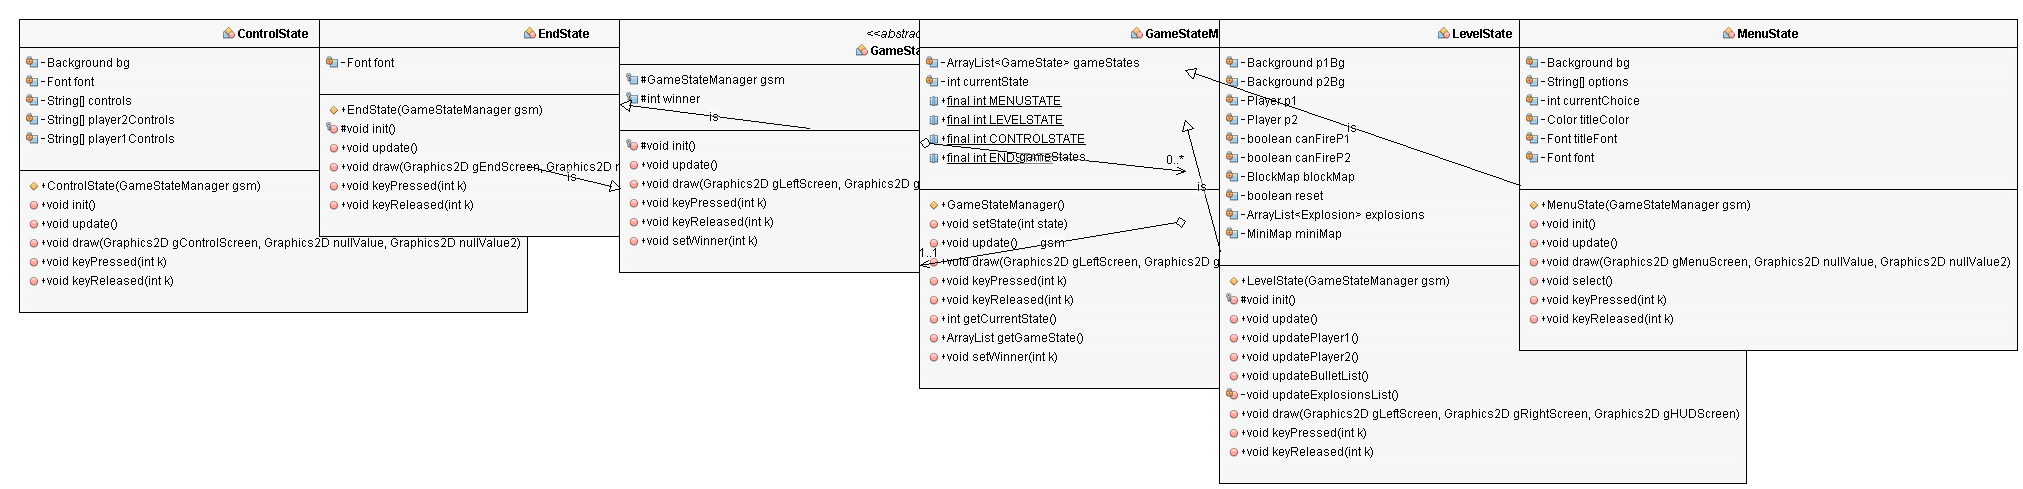 ControlState
- Background bg
- Font font
- String[] controls
- String[] player2Controls
- String[] player1Controls
+ControlState(GameStateManager gsm)
+void init()
+void update()
+void draw(Graphics2D gControlScreen, Graphics2D nullValue, Graphics2D nullValue2)
+void keyPressed(int k)
+void keyReleased(int k)
EndState
- Font font
+EndState(GameStateManager gsm)
#void init()
+void update()
+void draw(Graphics2D gEndScreen, Graphics2D
+void keyPressed(int k)
+void keyReleased(int k)
is
<<abstrac
GameSta
#GameStateManager gsm
#int winner
is
#void init()
+void update()
+void draw(Graphics2D gLeftScreen, Graphics2D g
+void keyPressed(int k)
+void keyReleased(int k)
+void setWinner(int k)
GameStateM
- ArrayList<GameState> gameStates
- int currentState
+final int MENUSTATE
+final int LEVELSTATE
+final int CONTROLSTATE
+final int ENDSTATE
gameStates
0..*
+GameStateManager()
+void setState(int state)
+void update()
gsm
1..1
+void draw(Graphics2D gLeftScreen, Graphics2D g
+void keyPressed(int k)
+void keyReleased(int k)
+int getCurrentState()
+ArrayList getGameState()
+void setWinner(int k)
is
LevelState
- Background p1Bg
- Background p2Bg
- Player p1
- Player p2
- boolean canFireP1
- boolean canFireP2
- BlockMap blockMap
- boolean reset
- ArrayList<Explosion> explosions
- MiniMap miniMap
is
+LevelState(GameStateManager gsm)
#void init()
+void update()
+void updatePlayer1()
+void updatePlayer2()
+void updateBulletList()
- void updateExplosionsList()
+void draw(Graphics2D gLeftScreen, Graphics2D gRightScreen, Graphics2D gHUDScreen)
+void keyPressed(int k)
+void keyReleased(int k)
MenuState
- Background bg
- String[] options
- int currentChoice
- Color titleColor
- Font titleFont
- Font font
+MenuState(GameStateManager gsm)
+void init()
+void update()
+void draw(Graphics2D gMenuScreen, Graphics2D nullValue, Graphics2D nullValue2)
+void select()
+void keyPressed(int k)
+void keyReleased(int k)